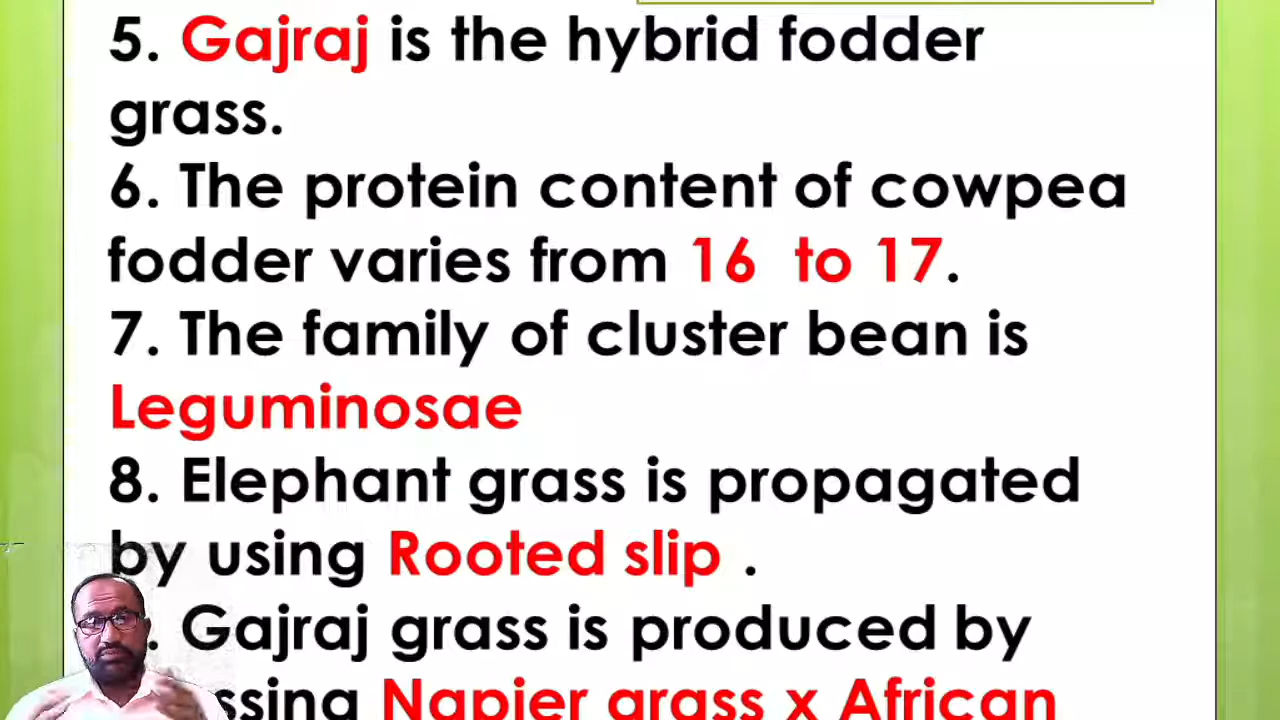 5. Gajraj is the hybrid fodder
grass.
6. The protein content of cowpea
fodder varies from 16 to 17.
7. The family of cluster bean is
Leguminosae
8. Elephant grass is propagated
by using Rooted slip .
. Gajraj grass is produced by
ssing Napier grass x African